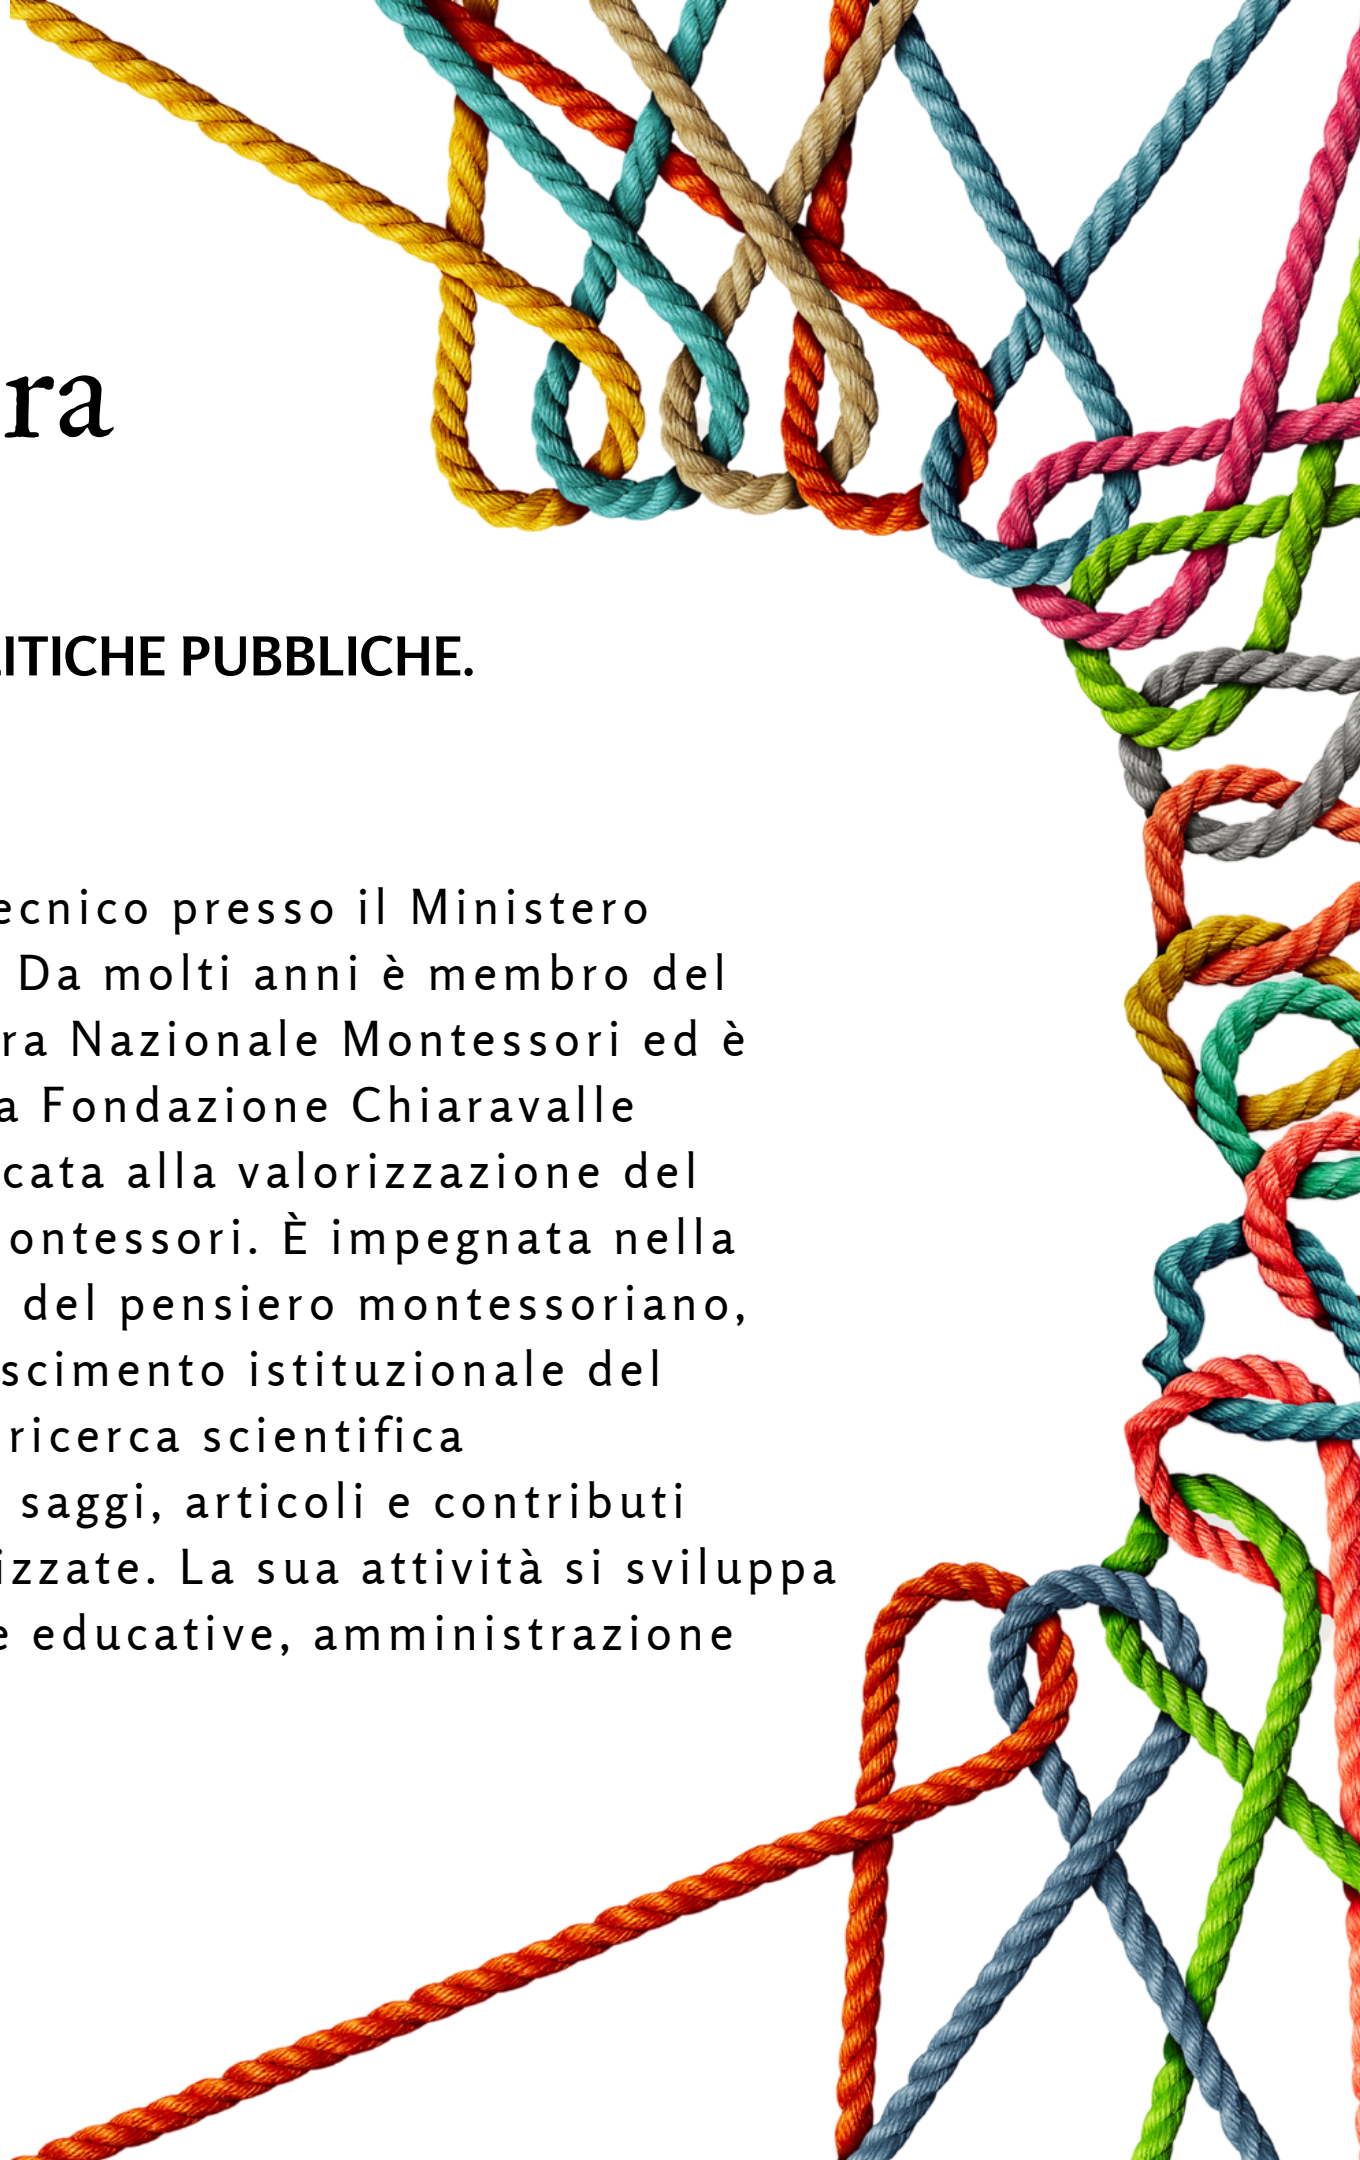 ra
LITICHE PUBBLICHE.
ecnico presso il Ministero
Da molti anni è membro del
ra Nazionale Montessori ed è
a Fondazione Chiaravalle
cata alla valorizzazione del
ontessori. È impegnata nella
del pensiero montessoriano,
scimento istituzionale del
ricerca scientifica
saggi, articoli e contributi
izzate. La sua attività si sviluppa
e educative, amministrazione